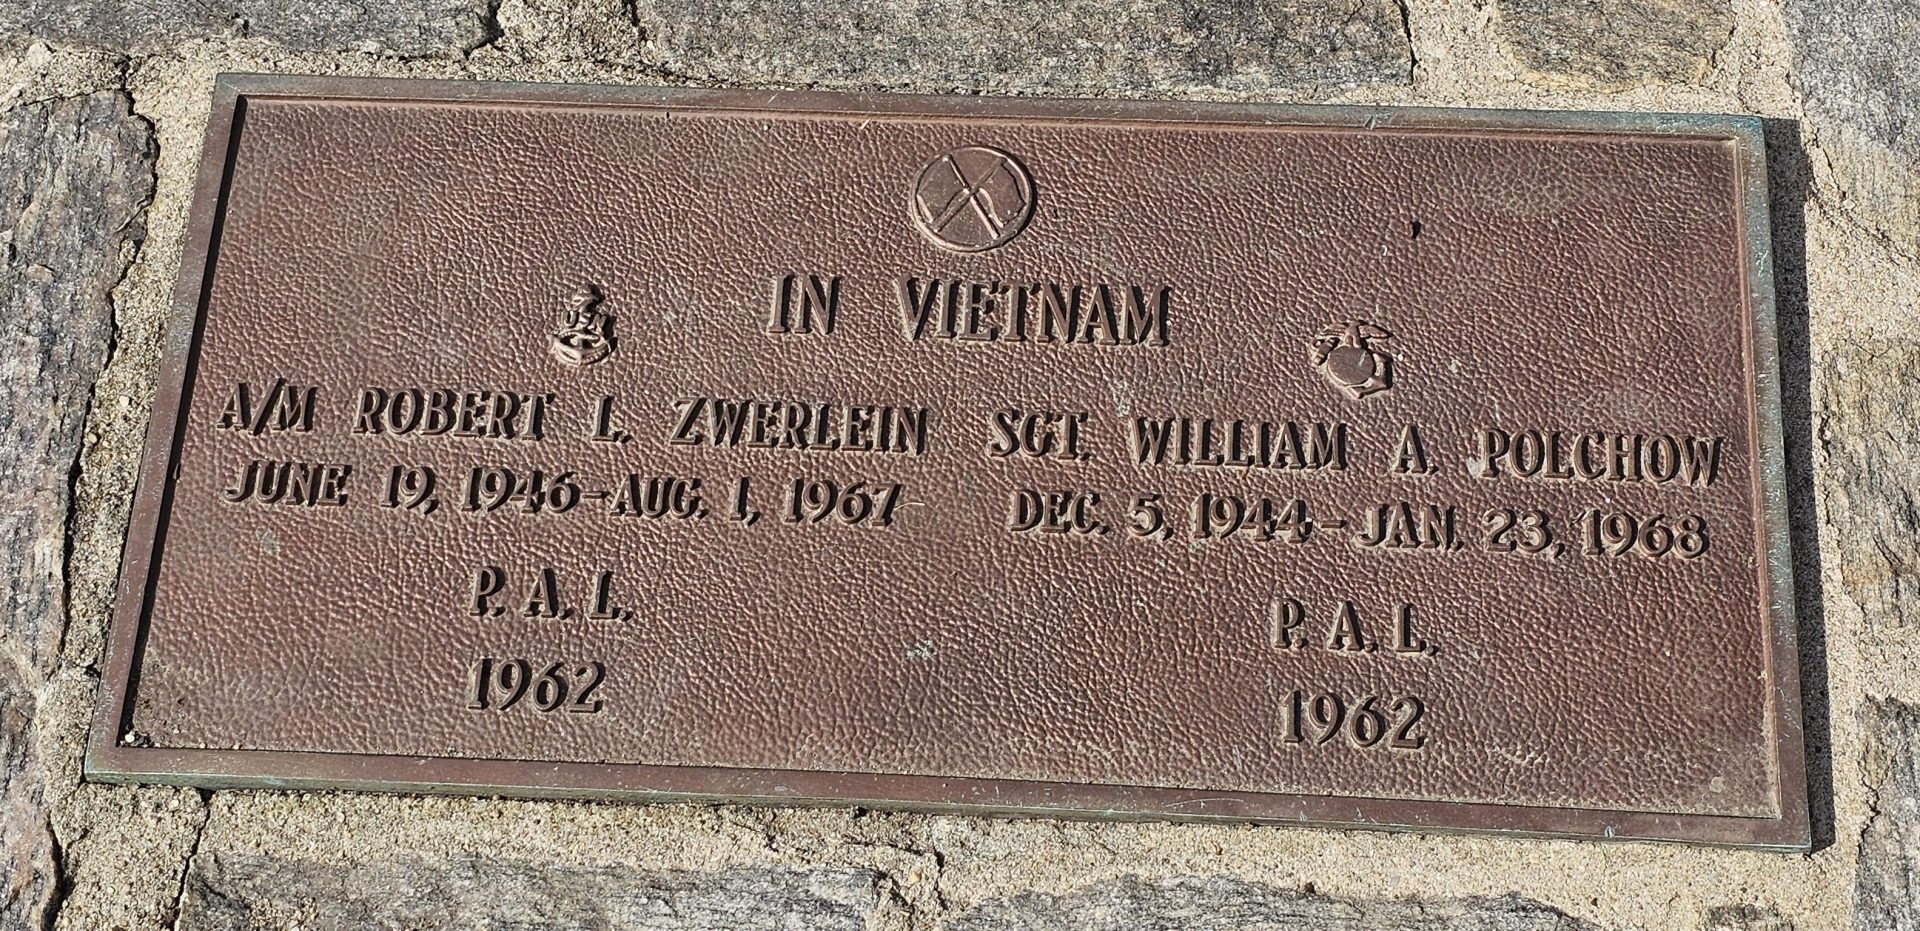 IN VIETNAM
USN
A/M ROBERT L. ZWERLEIN
JUNE 19, 1946-AUG. 1, 1967
P. A. L.
1962
SGT. WILLIAM A. POLCHOW
DEC. 5, 1944-JAN. 23, 1968
P. A. L.
1962